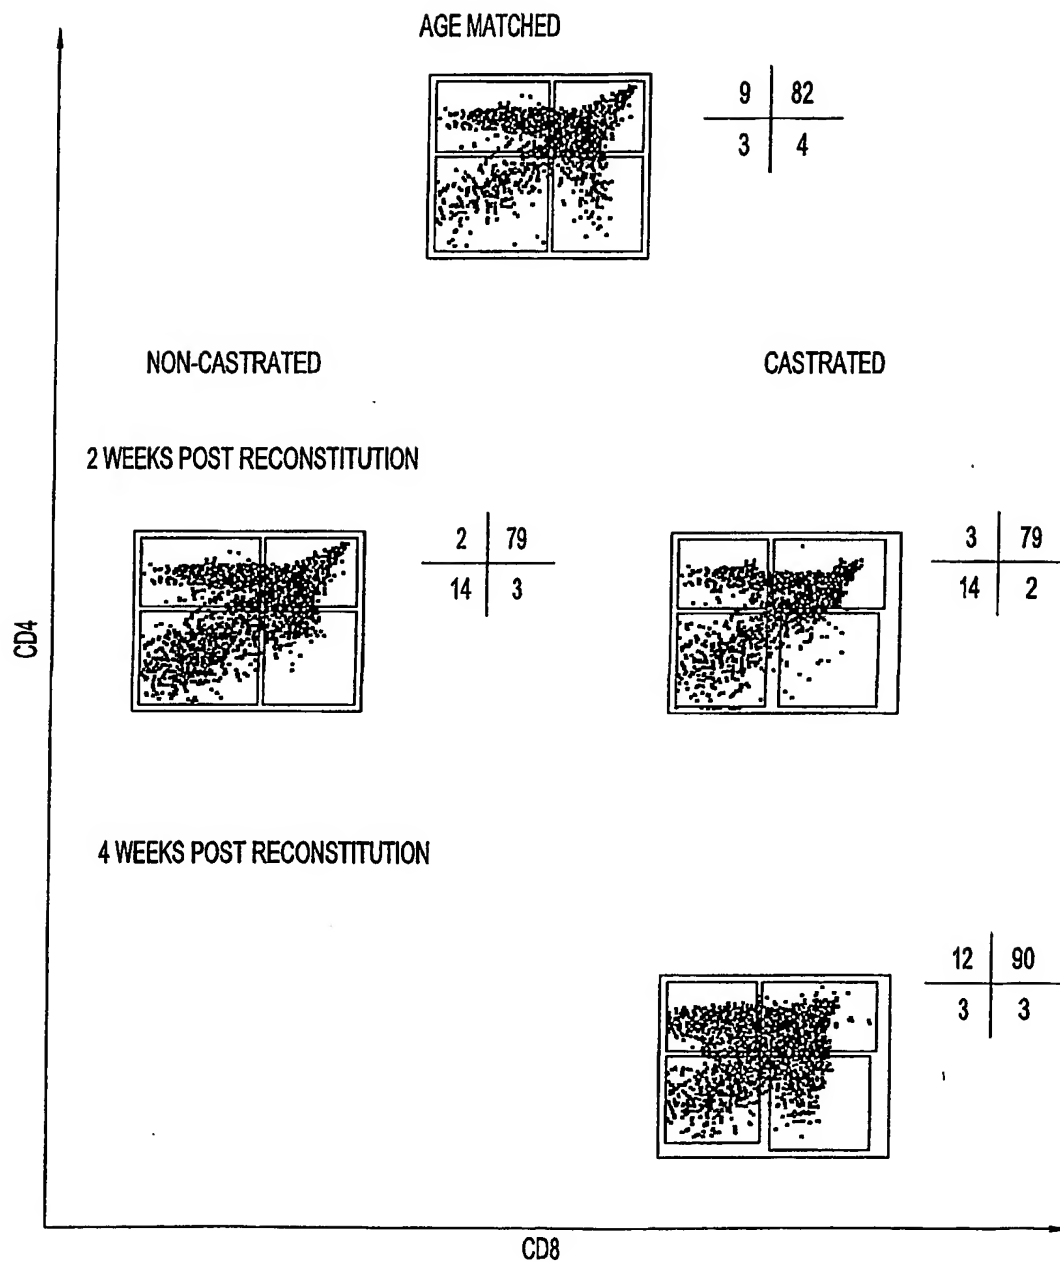 AGE MATCHED
9 82
3 4
NON-CASTRATED CASTRATED
2 WEEKS POST RECONSTITUTION
2 79
14 3
3 79
14 2
CD4
4 WEEKS POST RECONSTITUTION
12 90
3 3
CD8